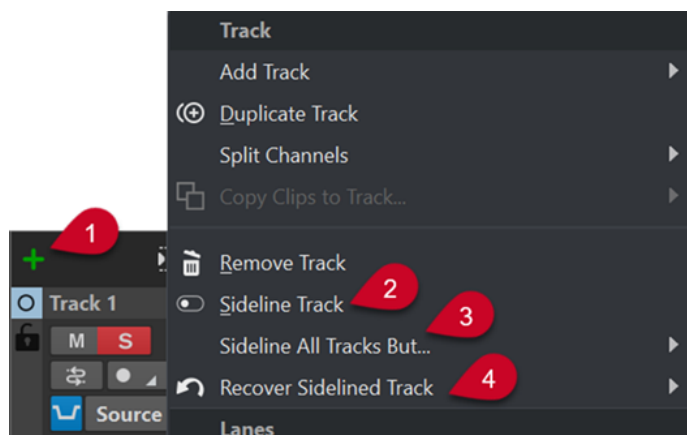 Track
Add Track
Duplicate Track
Split Channels
Copy Clips to Track...
1
Remove Track
2
Track 1
Sideline Track
3
M S
Sideline All Tracks But...
4
Recover Sidelined Track
Source
Lanes